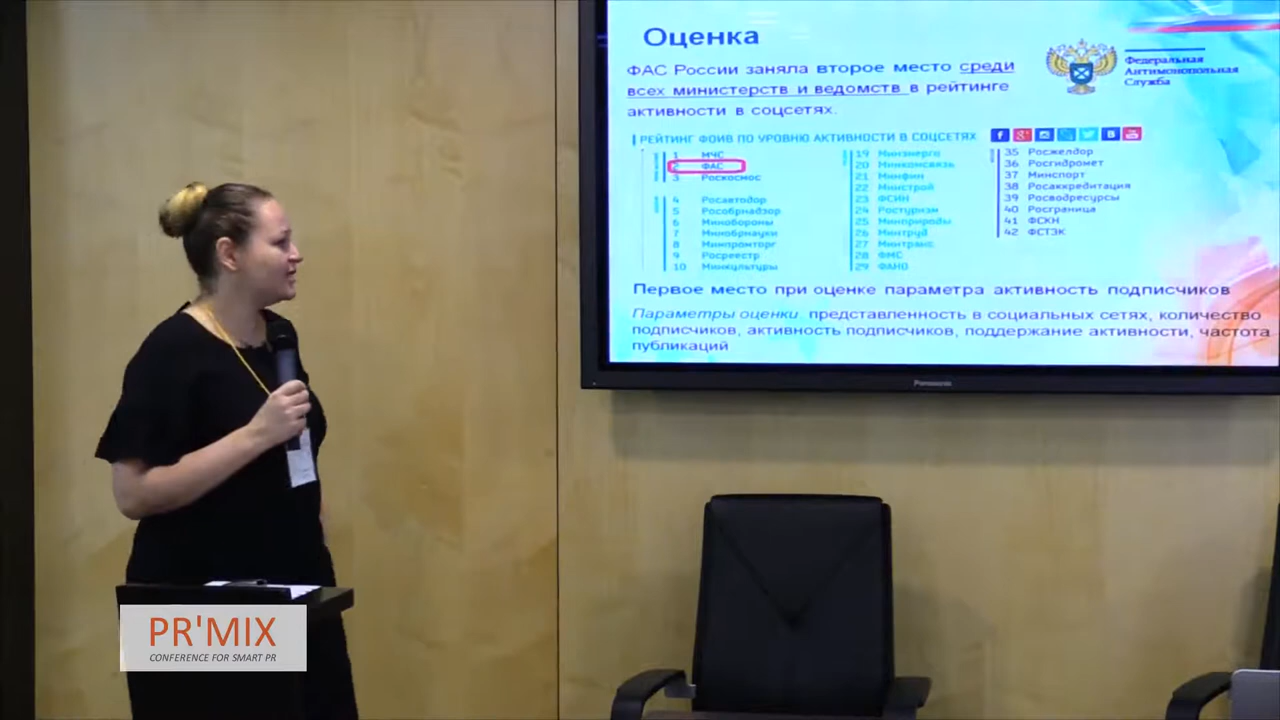 Оценка
ФАС России заняла второе место среди
всех министерств и ведомств в рейтинге
активности в соцсетях.
Федеральная
Антимонопольная
Служба
РЕЙТИНГ ФОИВ ПО УРОВНЮ АКТИВНОСТИ В СОЦСЕТЯХ
1 МЧС
2 ФАС
3 Роскосмос
4 Росавтодор
5 Рособрнадзор
6 Минобороны
7 Минобрнауки
8 Минпромторг
9 Росреестр
10 Минкультуры
19 Минэнерго
20 Минкомсвязь
21 Минфин
22 Минстрой
23 ФСИН
24 Ростуризм
25 Минприроды
26 Минтруд
27 Минтранс
28 ФМС
29 ФАНО
35 Росжелдор
36 Росгидромет
37 Минспорт
38 Росаккредитация
39 Росводресурсы
40 Росграница
41 ФСКН
42 ФСТЭК
Первое место при оценке параметра активность подписчиков
Параметры оценки: представленность в социальных сетях, количество
подписчиков, активность подписчиков, поддержание активности, частота
публикаций
Panasonic
PR'MIX
CONFERENCE FOR SMART PR